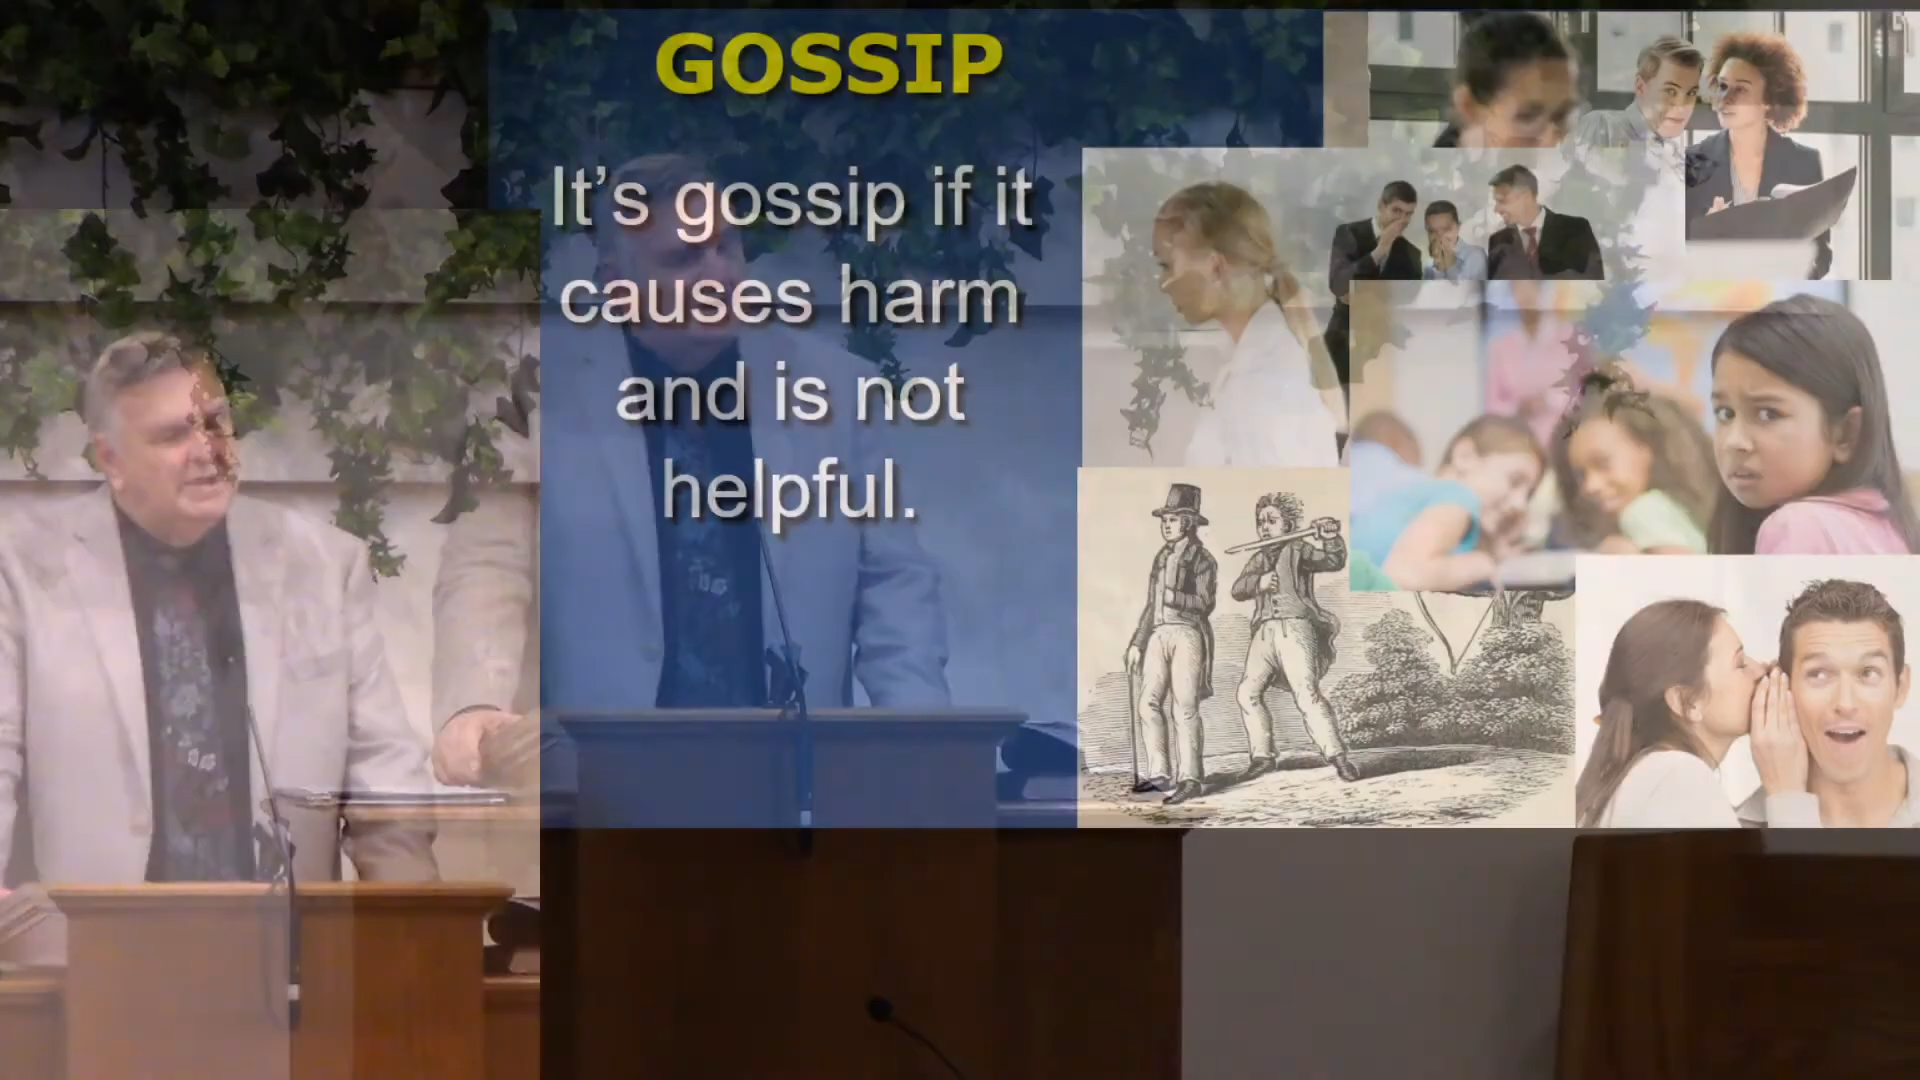 GOSSIP
It’s gossip if it
causes harm
and is not
helpful.